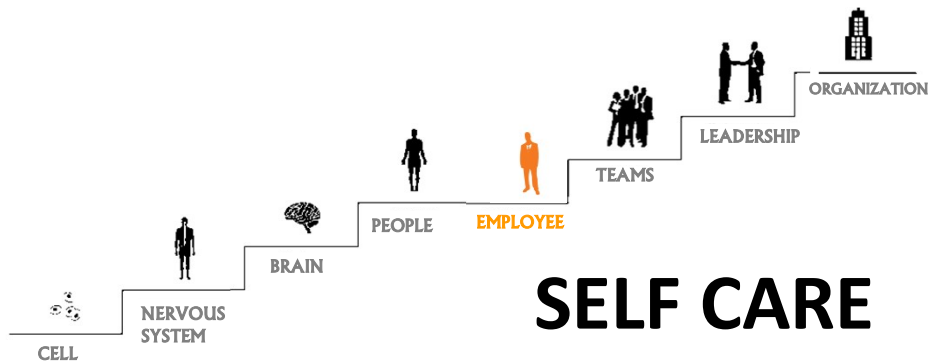 CELL
NERVOUS
SYSTEM
BRAIN
PEOPLE
EMPLOYEE
TEAMS
LEADERSHIP
ORGANIZATION
SELF CARE